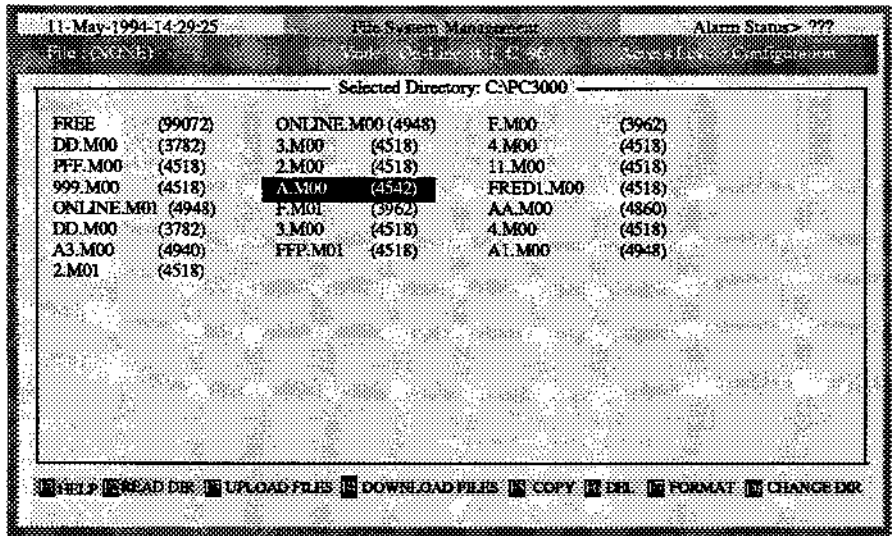 11-May-1994-14:29:25 File System Management Alarm Status> ???
Selected Directory: C:\PC3000
FREE (99072) ONLINE.M00 (4948) F.M00 (3962)
DD.M00 (3782) 3.M00 (4518) 4.M00 (4518)
PFF.M00 (4518) 2.M00 (4518) 11.M00 (4518)
999.M00 (4518) A.M00 (4542) FRED1.M00 (4518)
ONLINE.M01 (4948) F.M01 (3962) AA.M00 (4860)
DD.M00 (3782) 3.M00 (4518) 4.M00 (4518)
A3.M00 (4940) FFP.M01 (4518) A1.M00 (4948)
2.M01 (4518)
HELP READ DIR UPLOAD FILES DOWNLOAD FILES COPY DEL FORMAT CHANGE DIR